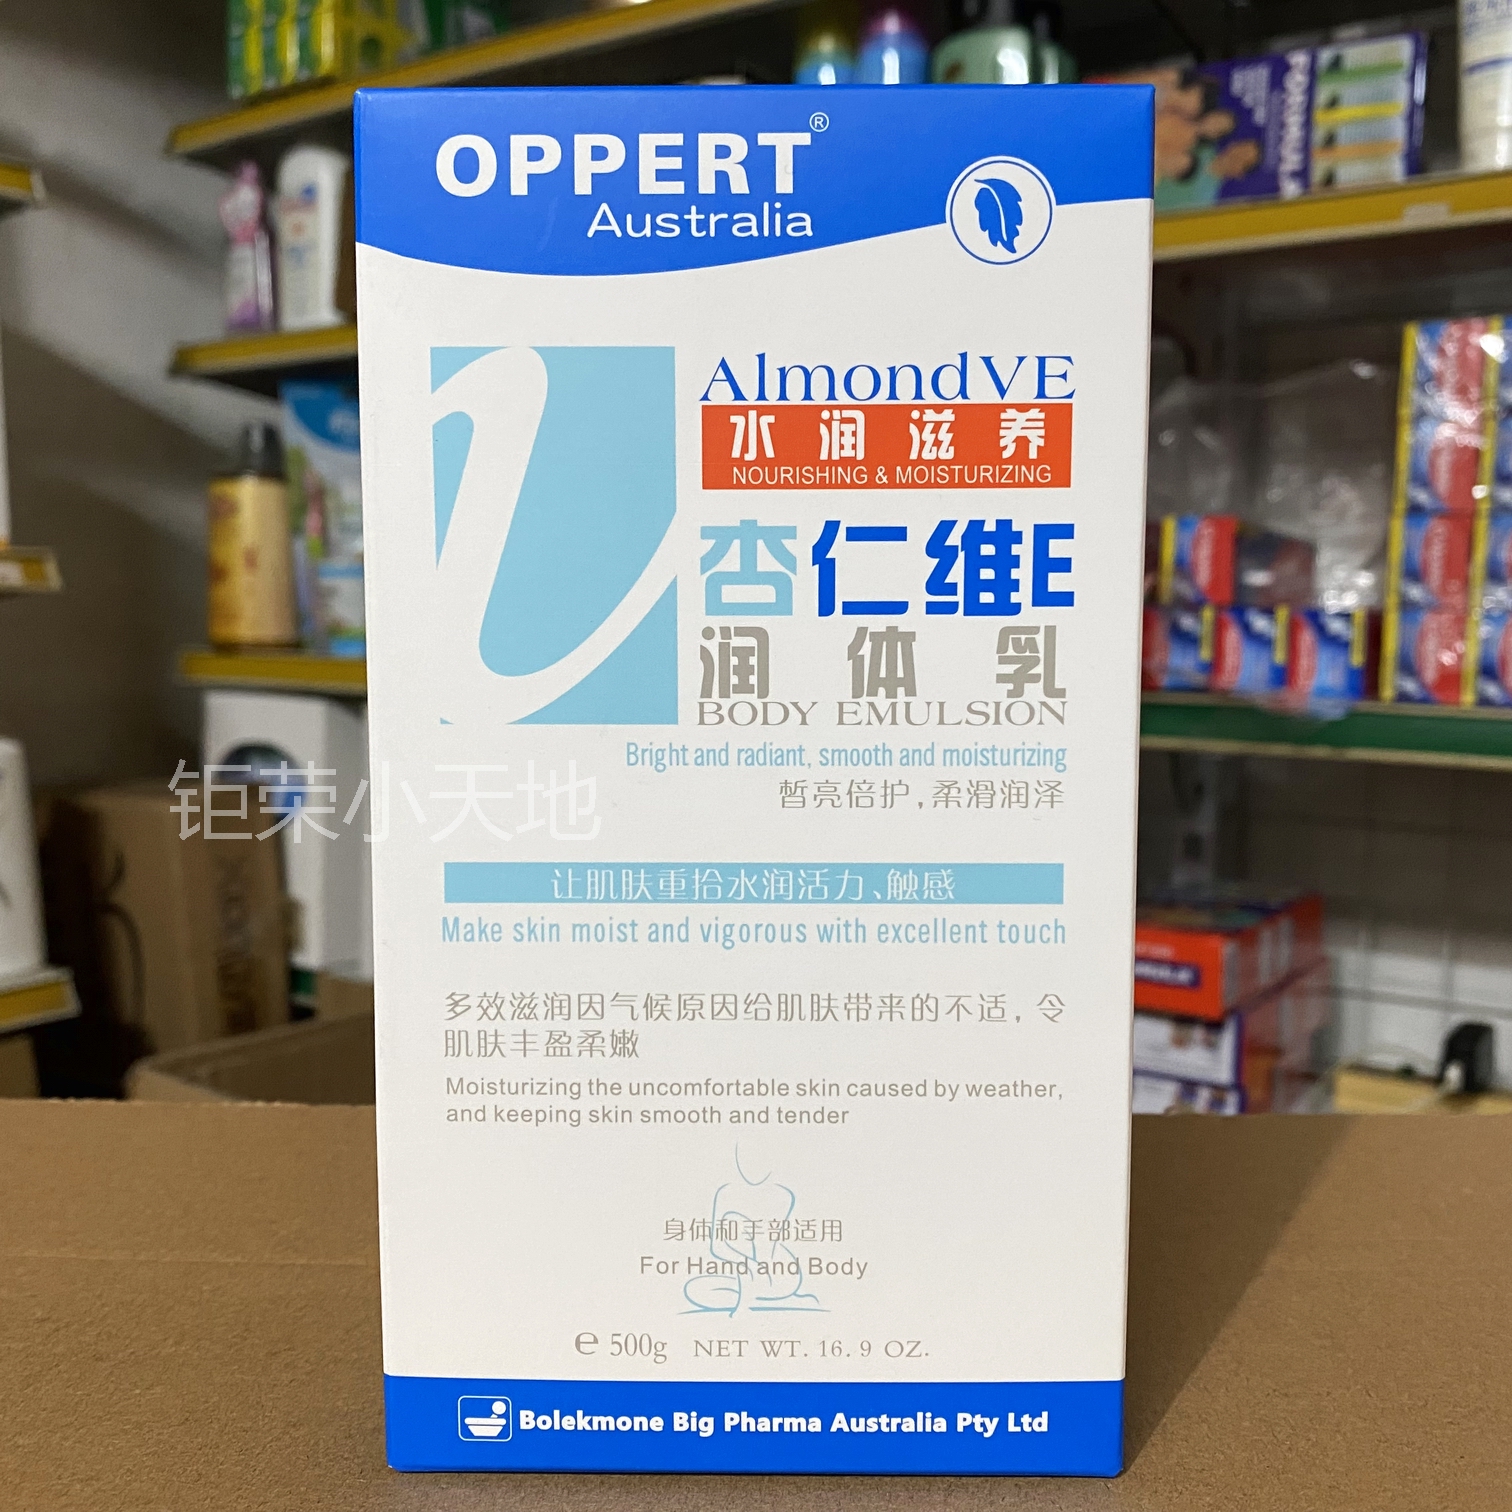 OPPERT®
Australia
AlmondVE
水润滋养
NOURISHING & MOISTURIZING
杏仁维E
润体乳
BODY EMULSION
Bright and radiant, smooth and moisturizing
皙亮倍护,柔滑润泽
钜荣小天地
让肌肤重拾水润活力、触感
Make skin moist and vigorous with excellent touch
多效滋润因气候原因给肌肤带来的不适，令
肌肤丰盈柔嫩
Moisturizing the uncomfortable skin caused by weather,
and keeping skin smooth and tender
身体和手部适用
For Hand and Body
℮ 500g NET WT. 16.9 OZ.
Bolekmone Big Pharma Australia Pty Ltd
FORMULA